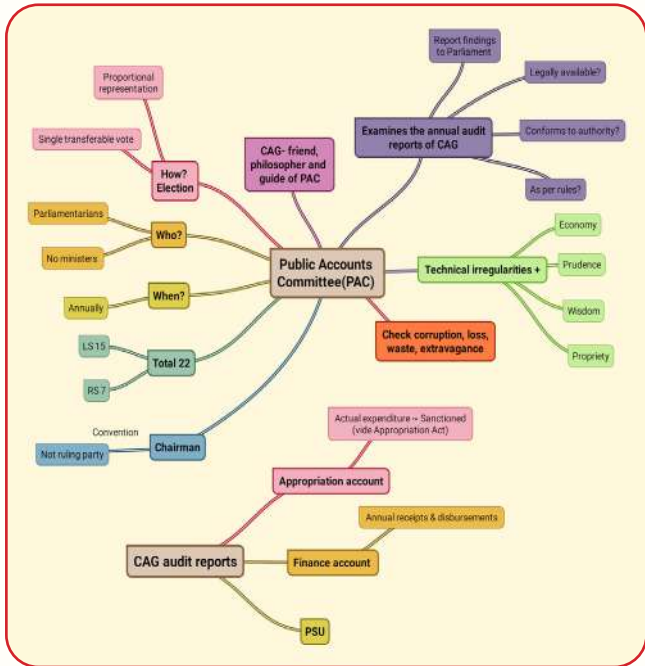 Report findings
to Parliament
Legally available?
Conforms to authority?
As per rules?
Examines the annual audit
reports of CAG
CAG- friend,
philosopher and
guide of PAC
Proportional
representation
Single transferable vote
How?
Election
Parliamentarians
No ministers
Who?
Annually
When?
LS 15
RS 7
Total 22
Convention
Not ruling party
Chairman
Public Accounts
Committee(PAC)
Technical irregularities +
Economy
Prudence
Wisdom
Propriety
Check corruption, loss,
waste, extravagance
Actual expenditure ~ Sanctioned
(vide Appropriation Act)
Appropriation account
Annual receipts & disbursements
Finance account
CAG audit reports
PSU